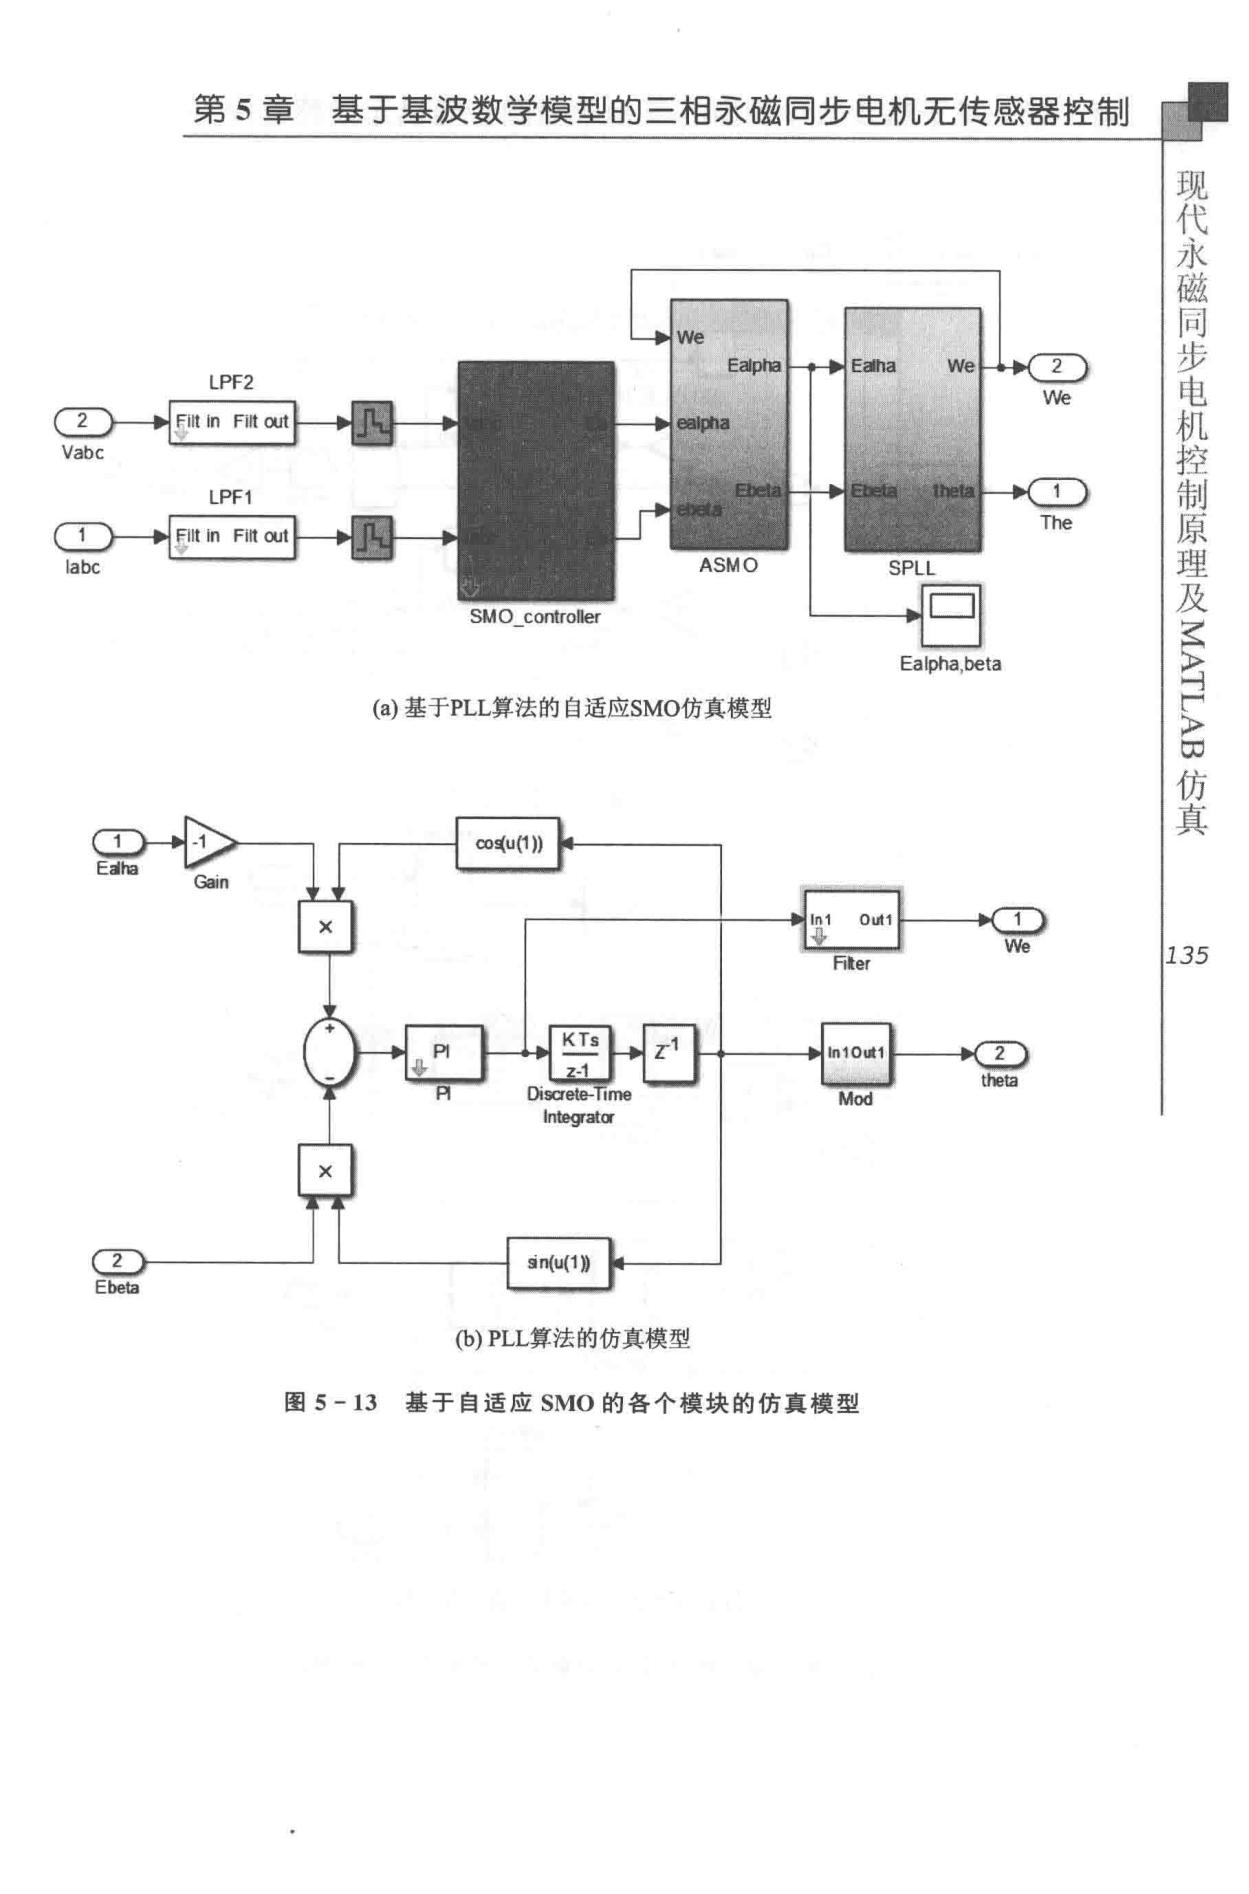 第 5 章 基于基波数学模型的三相永磁同步电机无传感器控制
现代永磁同步电机控制原理及MATLAB仿真
135
We
Ealpha
Ealha
We
2
We
LPF2
2
Vabc
Filt in Filt out
ealpha
LPF1
Ebeta
Ebeta
theta
1
The
1
Iabc
Filt in Filt out
ebeta
ASMO
SPLL
SMO_controller
Ealpha,beta
(a) 基于PLL算法的自适应SMO仿真模型
1
Ealha
-1
Gain
cos(u(1))
×
In1 Out1
Filter
1
We
+
−
PI
PI
KTs
z-1
Discrete-Time
Integrator
Z-1
In1Out1
Mod
2
theta
×
2
Ebeta
sin(u(1))
(b) PLL算法的仿真模型
图 5-13 基于自适应 SMO 的各个模块的仿真模型